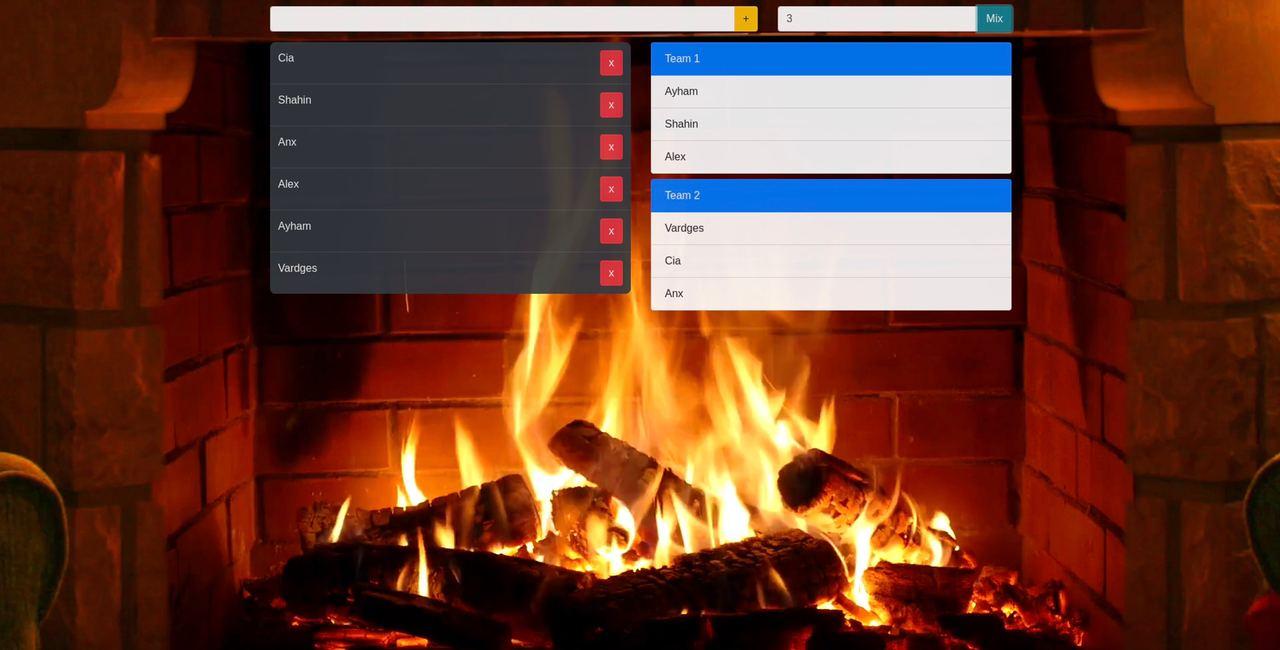 +
3
Mix
Cia
x
Shahin
x
Anx
x
Alex
x
Ayham
x
Vardges
x
Team 1
Ayham
Shahin
Alex
Team 2
Vardges
Cia
Anx